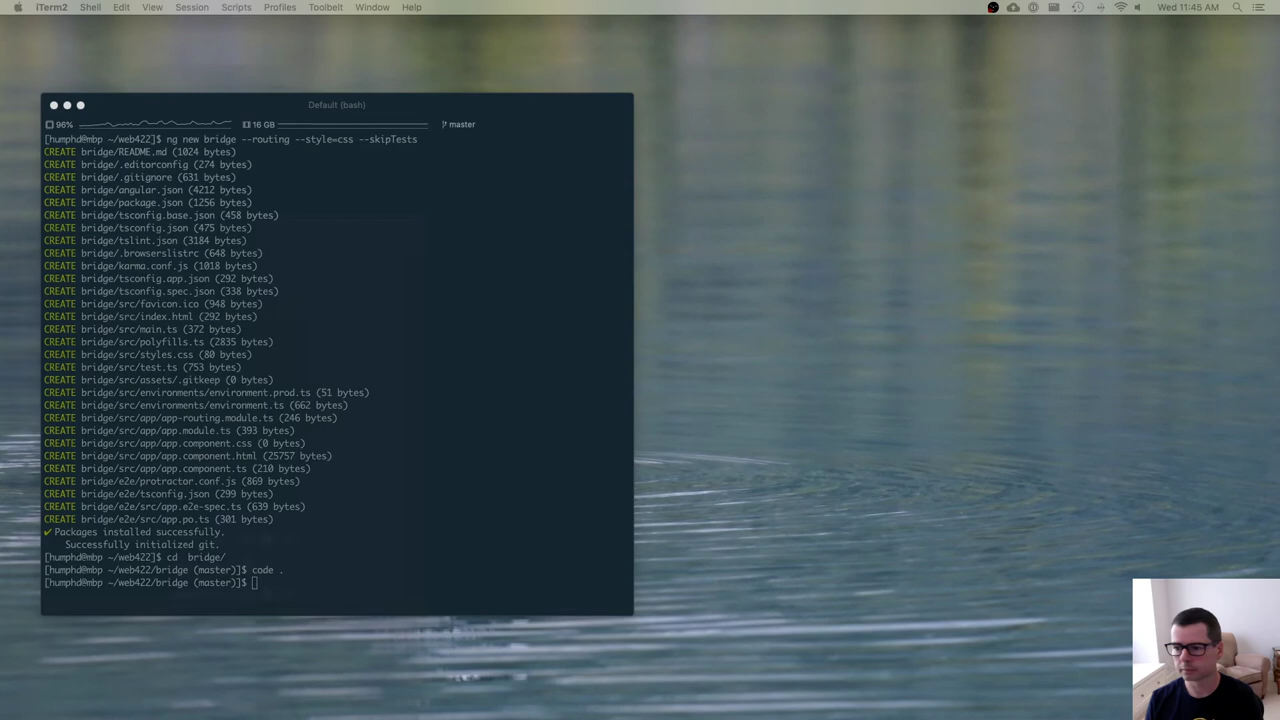 iTerm2 Shell Edit View Session Scripts Profiles Toolbelt Window Help Wed 11:45 AM
Default (bash)
96% 16 GB master
[humphd@mbp ~/web422]$ ng new bridge --routing --style=css --skipTests
CREATE bridge/README.md (1024 bytes)
CREATE bridge/.editorconfig (274 bytes)
CREATE bridge/.gitignore (631 bytes)
CREATE bridge/angular.json (4212 bytes)
CREATE bridge/package.json (1256 bytes)
CREATE bridge/tsconfig.base.json (458 bytes)
CREATE bridge/tsconfig.json (475 bytes)
CREATE bridge/tslint.json (3184 bytes)
CREATE bridge/.browserslistrc (648 bytes)
CREATE bridge/karma.conf.js (1018 bytes)
CREATE bridge/tsconfig.app.json (292 bytes)
CREATE bridge/tsconfig.spec.json (338 bytes)
CREATE bridge/src/favicon.ico (948 bytes)
CREATE bridge/src/index.html (292 bytes)
CREATE bridge/src/main.ts (372 bytes)
CREATE bridge/src/polyfills.ts (2835 bytes)
CREATE bridge/src/styles.css (80 bytes)
CREATE bridge/src/test.ts (753 bytes)
CREATE bridge/src/assets/.gitkeep (0 bytes)
CREATE bridge/src/environments/environment.prod.ts (51 bytes)
CREATE bridge/src/environments/environment.ts (662 bytes)
CREATE bridge/src/app/app-routing.module.ts (246 bytes)
CREATE bridge/src/app/app.module.ts (393 bytes)
CREATE bridge/src/app/app.component.css (0 bytes)
CREATE bridge/src/app/app.component.html (25757 bytes)
CREATE bridge/src/app/app.component.ts (210 bytes)
CREATE bridge/e2e/protractor.conf.js (869 bytes)
CREATE bridge/e2e/tsconfig.json (299 bytes)
CREATE bridge/e2e/src/app.e2e-spec.ts (639 bytes)
CREATE bridge/e2e/src/app.po.ts (301 bytes)
✔ Packages installed successfully.
Successfully initialized git.
[humphd@mbp ~/web422]$ cd  bridge/
[humphd@mbp ~/web422/bridge (master)]$ code .
[humphd@mbp ~/web422/bridge (master)]$